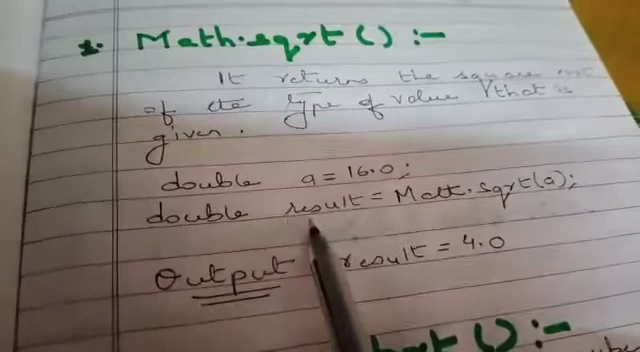 1. Math.sqrt () :-
It returns the square root
of the type of value that is
given.
double a = 16.0;
double result = Math.sqrt(a);
Output result = 4.0
rt () :-